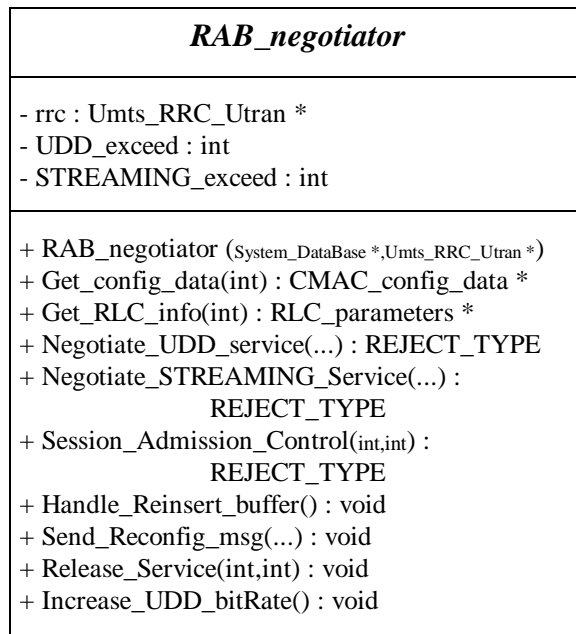 RAB_negotiator
- rrc : Umts_RRC_Utran *
- UDD_exceed : int
- STREAMING_exceed : int
+ RAB_negotiator (System_DataBase *,Umts_RRC_Utran *)
+ Get_config_data(int) : CMAC_config_data *
+ Get_RLC_info(int) : RLC_parameters *
+ Negotiate_UDD_service(...) : REJECT_TYPE
+ Negotiate_STREAMING_Service(...) :
REJECT_TYPE
+ Session_Admission_Control(int,int) :
REJECT_TYPE
+ Handle_Reinsert_buffer() : void
+ Send_Reconfig_msg(...) : void
+ Release_Service(int,int) : void
+ Increase_UDD_bitRate() : void